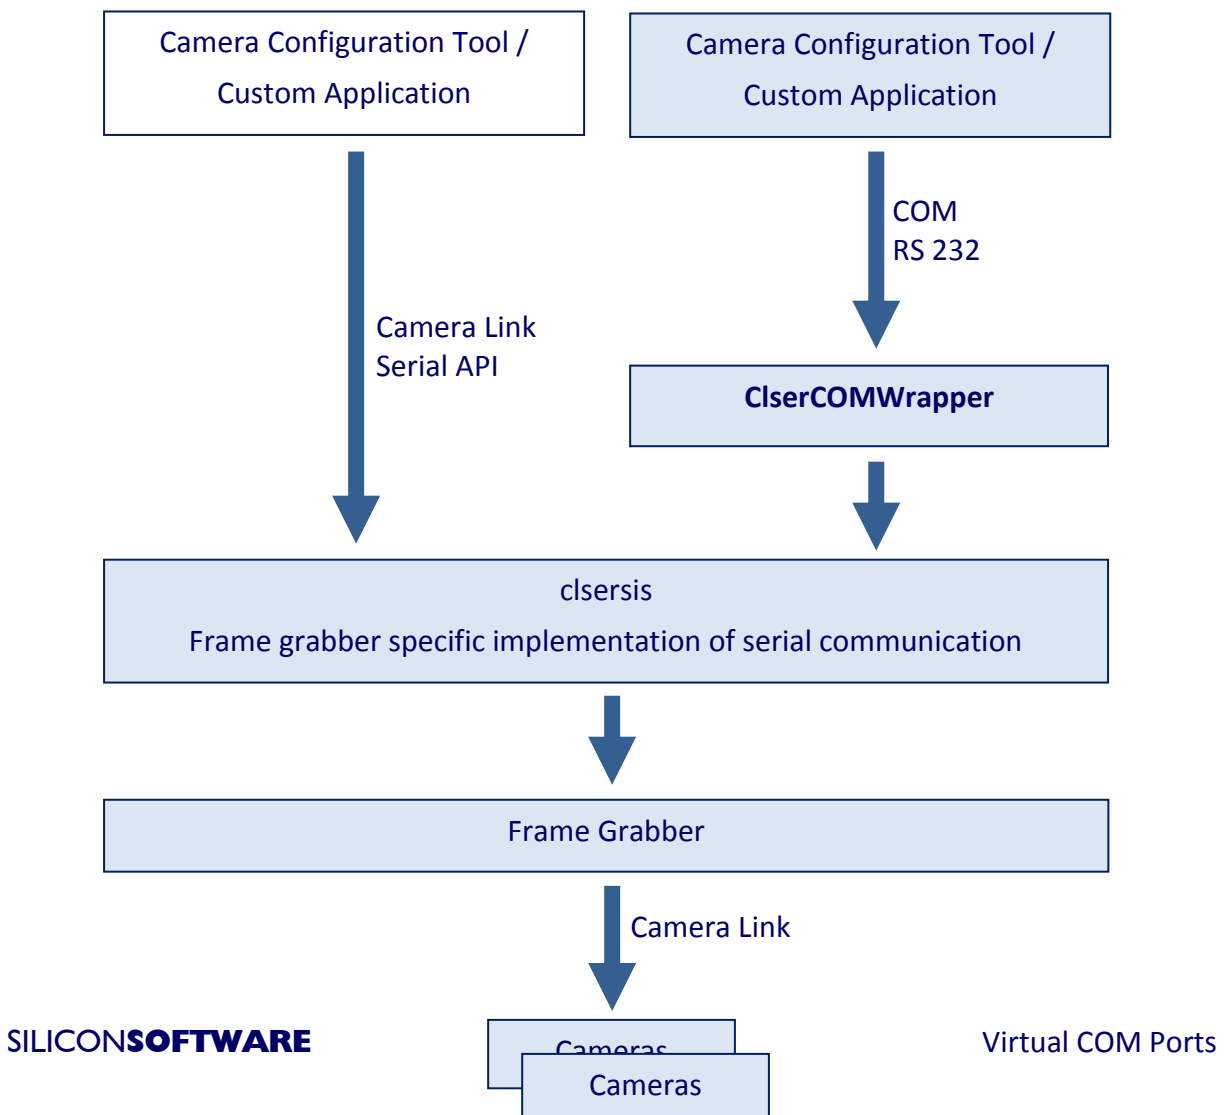 Camera Configuration Tool /
Custom Application
Camera Configuration Tool /
Custom Application
COM
RS 232
Camera Link
Serial API
ClserCOMWrapper
clsersis
Frame grabber specific implementation of serial communication
Frame Grabber
Camera Link
SILICONSOFTWARE
Cameras
Cameras
Virtual COM Ports